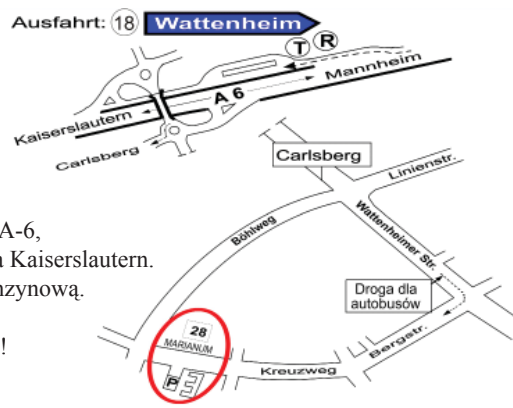 Ausfahrt: 18 Wattenheim
T R
A 6
Mannheim
Kaiserslautern
Carlsberg
Carlsberg
Linienstr.
Böhlweg
Wattenheimer Str.
A-6,
Kaiserslautern.
Droga dla
autobusów
!
28
MARIANUM
Bergstr.
Kreuzweg
P